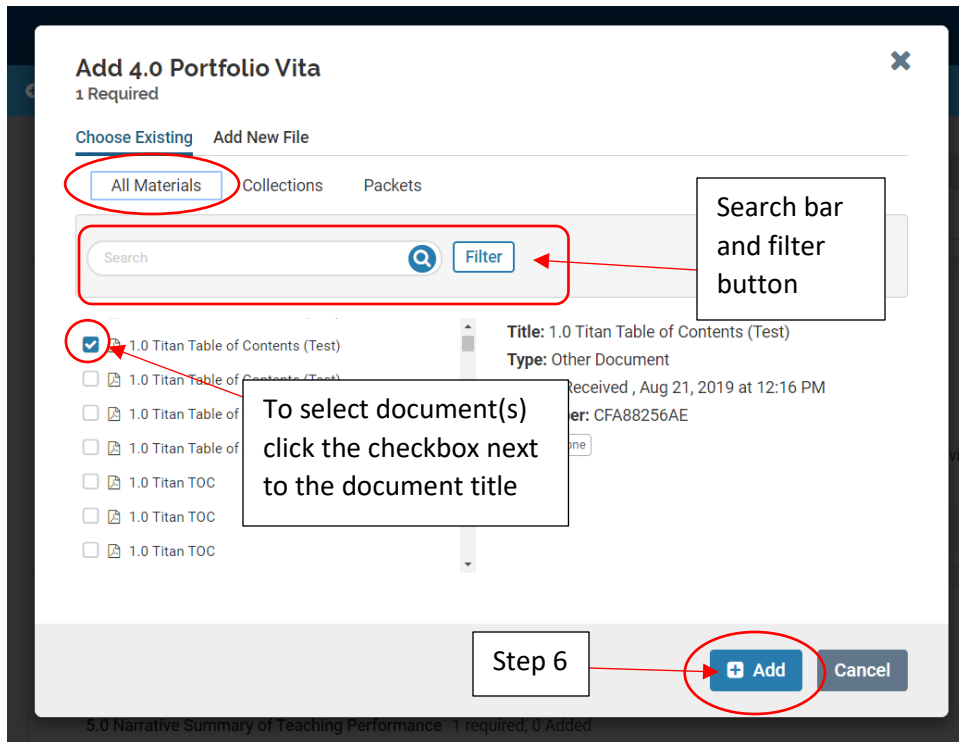 Add 4.0 Portfolio Vita
1 Required
Choose Existing Add New File
All Materials Collections Packets
Search Filter
Search bar
and filter
button
1.0 Titan Table of Contents (Test)
1.0 Titan Table of Contents (Test)
1.0 Titan Table of
1.0 Titan Table of
1.0 Titan TOC
1.0 Titan TOC
1.0 Titan TOC
To select document(s)
click the checkbox next
to the document title
Title: 1.0 Titan Table of Contents (Test)
Type: Other Document
Received , Aug 21, 2019 at 12:16 PM
er: CFA88256AE
one
Step 6
Add Cancel
5.0 Narrative Summary of Teaching Performance 1 required, 0 Added